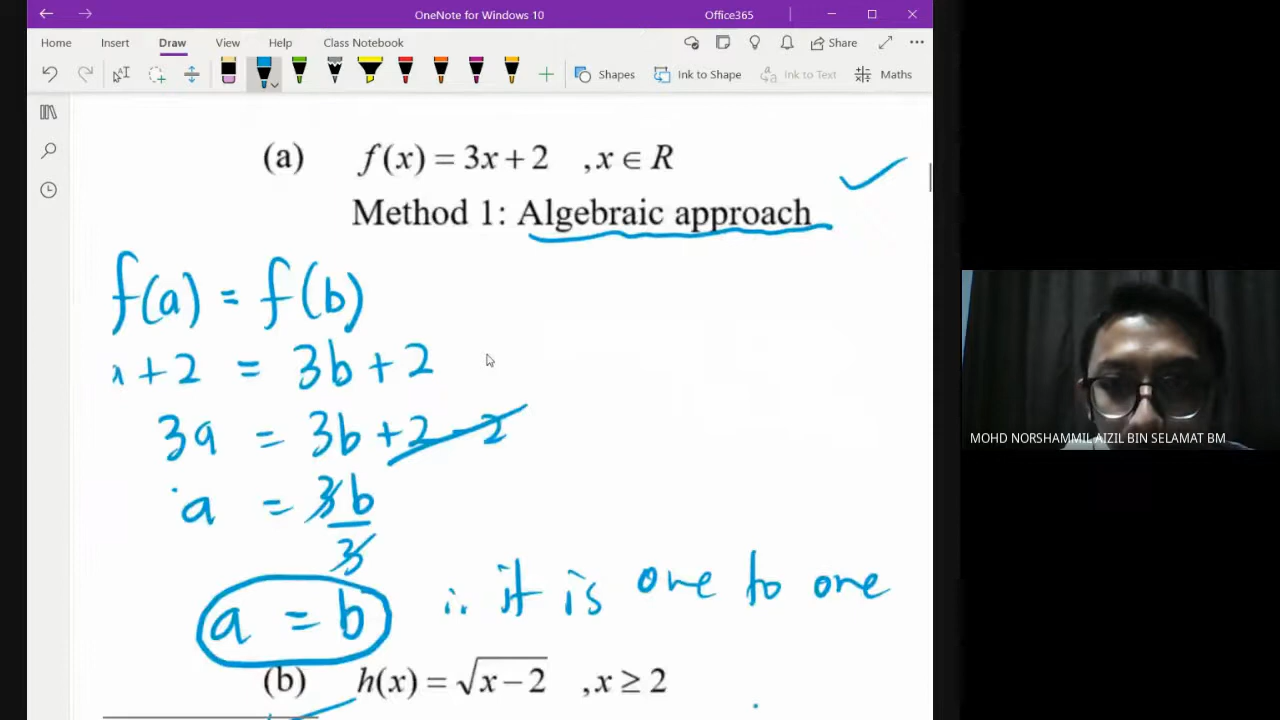 OneNote for Windows 10
Office365
Home Insert Draw View Help Class Notebook
Share
Shapes Ink to Shape Ink to Text Maths
(a) f(x) = 3x + 2 , x ∈ R
Method 1: Algebraic approach
f(a) = f(b)
+ 2 = 3b + 2
3a = 3b + 2 - 2
a = 3b/3
a = b ∴ it is one to one
(b) h(x) = √(x − 2) , x ≥ 2
MOHD NORSHAMMIL AIZIL BIN SELAMAT BM